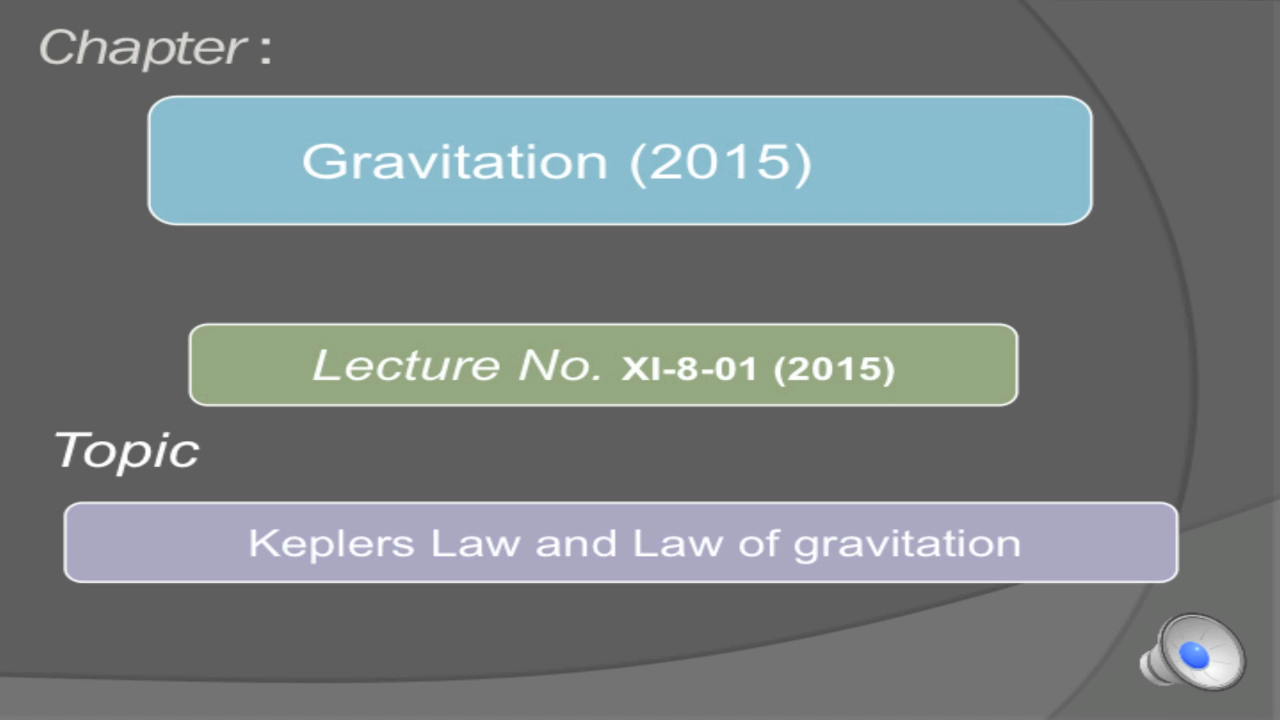 Chapter :
Gravitation (2015)
Lecture No. XI-8-01 (2015)
Topic
Keplers Law and Law of gravitation